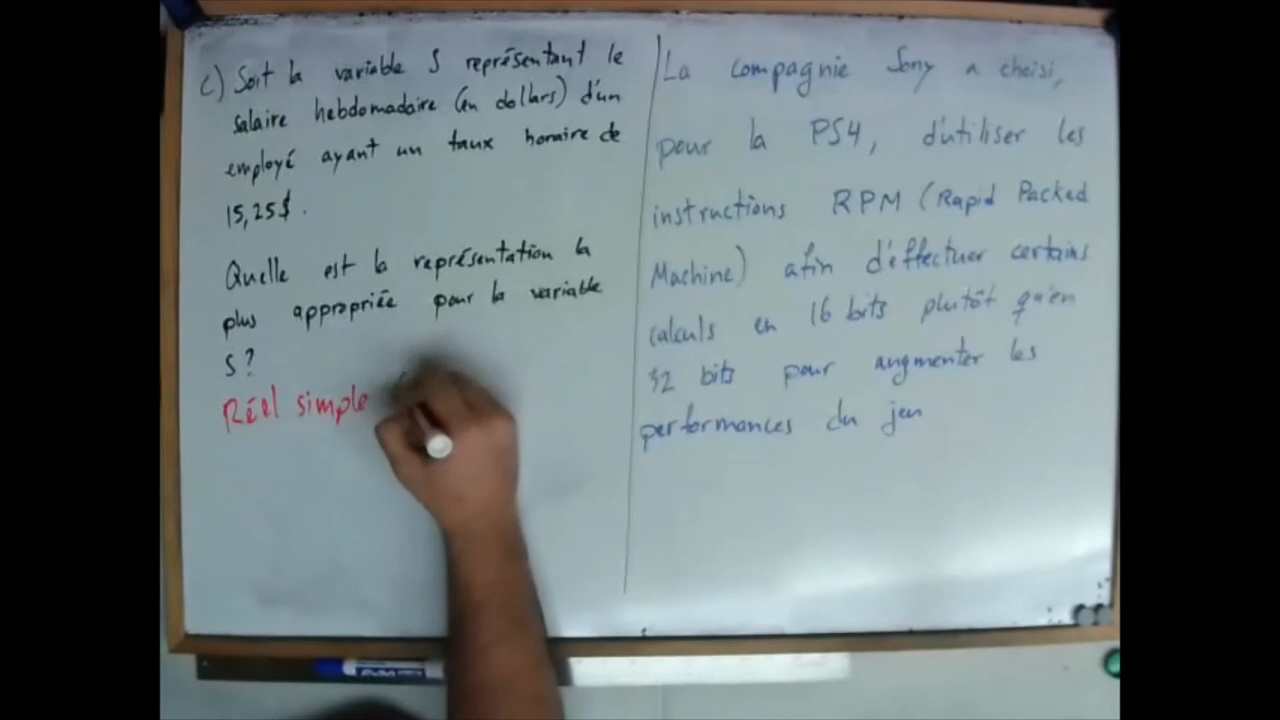 c) Soit la variable S représentant le
salaire hebdomadaire (en dollars) d'un
employé ayant un taux horaire de
15,25$.
Quelle est la représentation la
plus appropriée pour la variable
S?
Réel simple
La compagnie Sony a choisi,
pour la PS4, d'utiliser les
instructions RPM (Rapid Packed
Machine) afin d'effectuer certains
calculs en 16 bits plutôt qu'en
32 bits pour augmenter les
performances du jeu